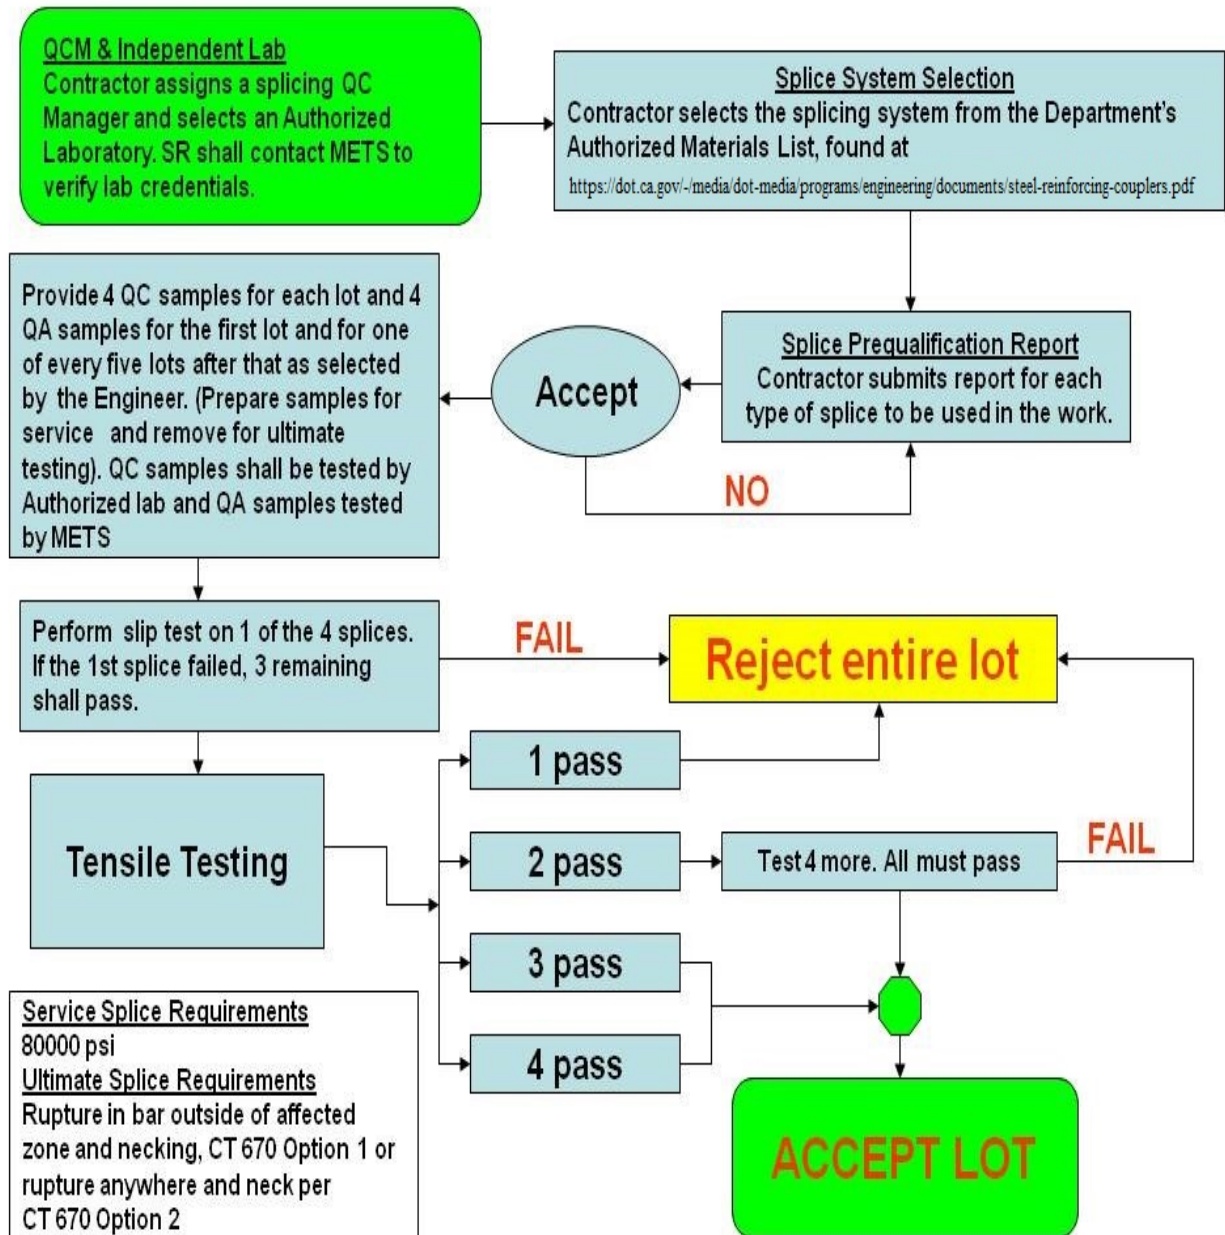 QCM & Independent Lab
Contractor assigns a splicing QC
Manager and selects an Authorized
Laboratory. SR shall contact METS to
verify lab credentials.
Splice System Selection
Contractor selects the splicing system from the Department's
Authorized Materials List, found at
https://dot.ca.gov/-/media/dot-media/programs/engineering/documents/steel-reinforcing-couplers.pdf
Splice Prequalification Report
Contractor submits report for each
type of splice to be used in the work.
Accept
NO
Provide 4 QC samples for each lot and 4
QA samples for the first lot and for one
of every five lots after that as selected
by the Engineer. (Prepare samples for
service and remove for ultimate
testing). QC samples shall be tested by
Authorized lab and QA samples tested
by METS
Perform slip test on 1 of the 4 splices.
If the 1st splice failed, 3 remaining
shall pass.
FAIL
Reject entire lot
Tensile Testing
1 pass
2 pass
Test 4 more. All must pass
FAIL
3 pass
4 pass
ACCEPT LOT
Service Splice Requirements
80000 psi
Ultimate Splice Requirements
Rupture in bar outside of affected
zone and necking, CT 670 Option 1 or
rupture anywhere and neck per
CT 670 Option 2